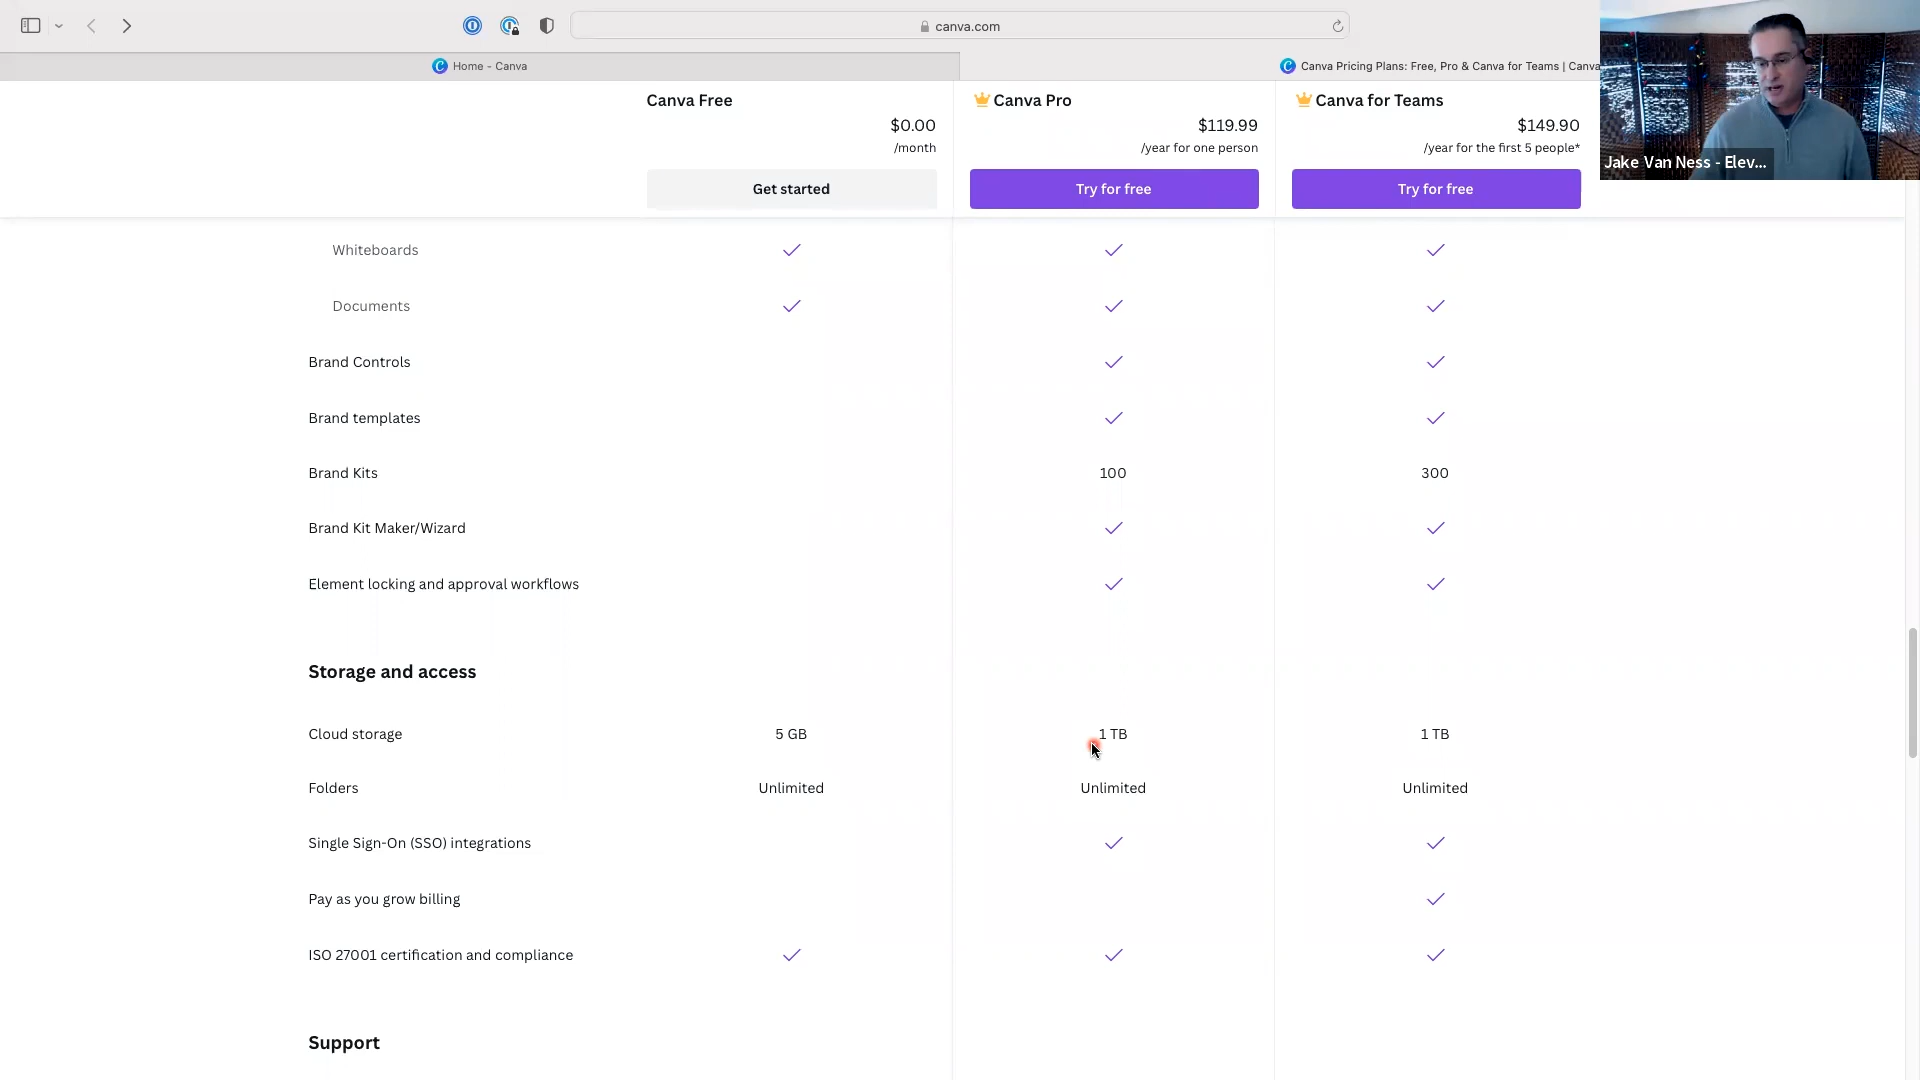 canva.com
Home - Canva
Canva Pricing Plans: Free, Pro & Canva for Teams | Canva
Canva Free
$0.00
/month
Get started
Canva Pro
$119.99
/year for one person
Try for free
Canva for Teams
$149.90
/year for the first 5 people*
Try for free
Jake Van Ness - Elev...
Whiteboards
Documents
Brand Controls
Brand templates
Brand Kits 100 300
Brand Kit Maker/Wizard
Element locking and approval workflows
Storage and access
Cloud storage 5 GB 1 TB 1 TB
Folders Unlimited Unlimited Unlimited
Single Sign-On (SSO) integrations
Pay as you grow billing
ISO 27001 certification and compliance
Support